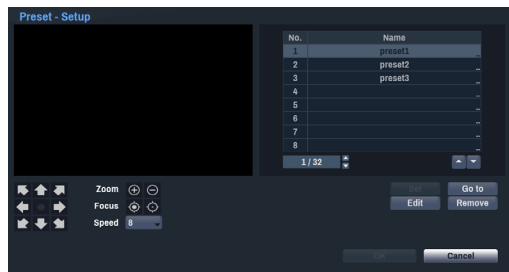 Preset - Setup
No. Name
1 preset1 ...
2 preset2 ...
3 preset3 ...
4 ...
5 ...
6 ...
7 ...
8 ...
1 / 32
Zoom
Focus
Speed 8
Set Go to
Edit Remove
OK Cancel